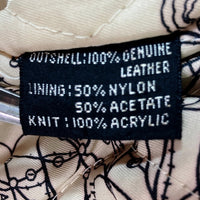 OUTSHELL:100% GENUINE
LEATHER
LINING: 50% NYLON
50% ACETATE
KNIT : 100% ACRYLIC